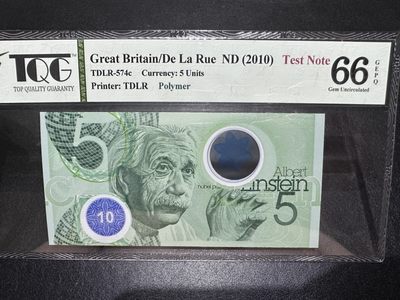 TQG
TOP QUALITY GUARANTY
Great Britain/De La Rue ND (2010) Test Note
TDLR-574c Currency: 5 Units
Printer: TDLR Polymer
66
GEPQ
Gem Uncirculated
5
Albert
Einstein
5
10